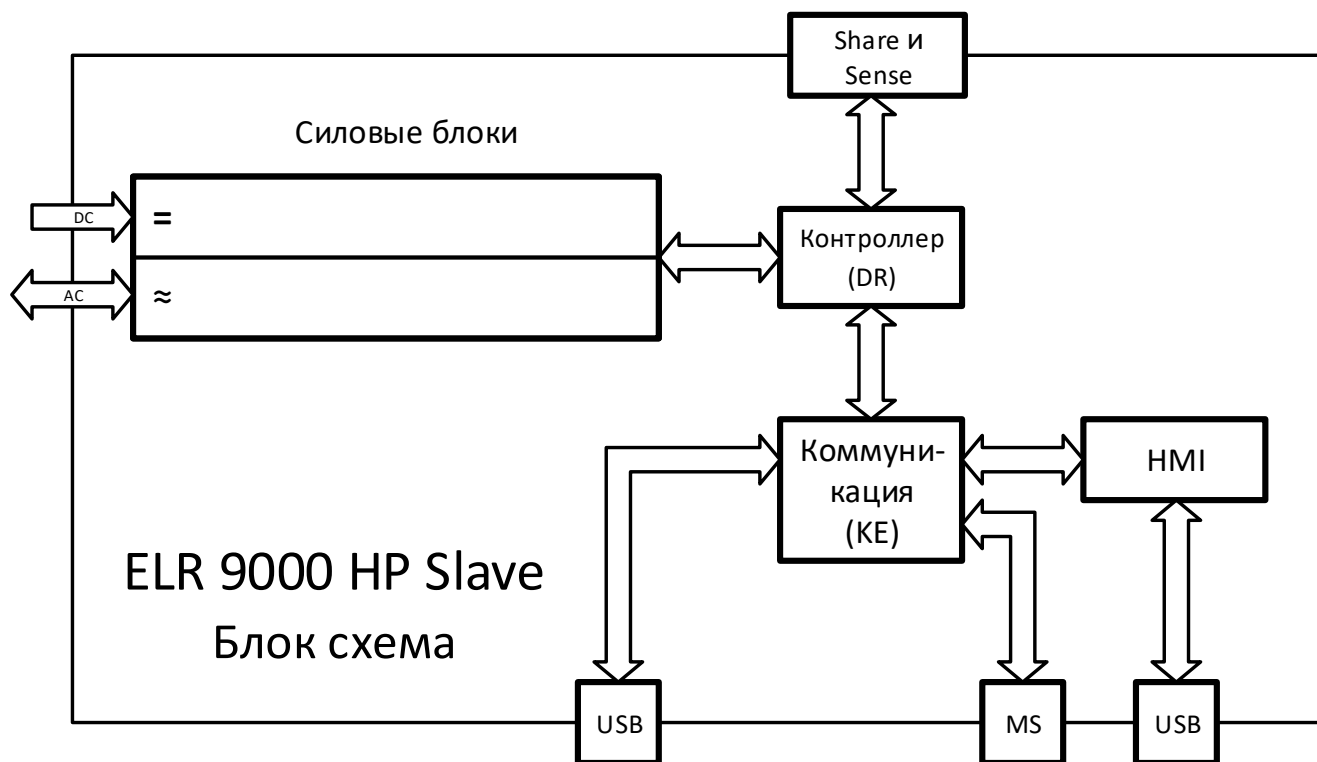 Share и
Sense
Силовые блоки
DC
=
Контроллер
(DR)
AC
≈
Коммуни-
кация
(KE)
HMI
ELR 9000 HP Slave
Блок схема
USB
MS
USB